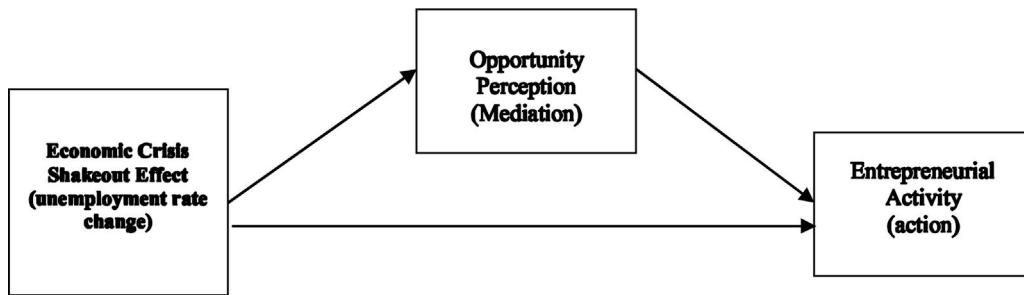 Economic Crisis
Shakeout Effect
(unemployment rate
change)
Opportunity
Perception
(Mediation)
Entrepreneurial
Activity
(action)